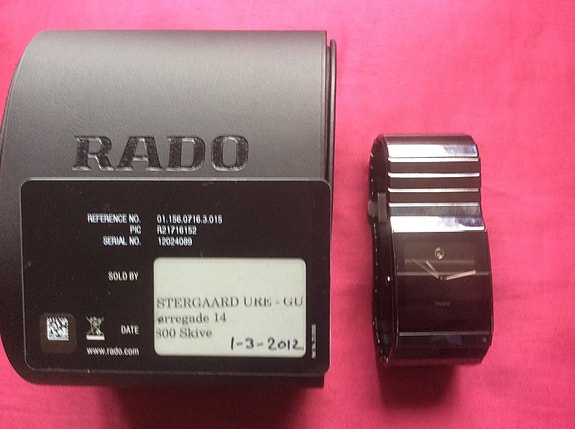 RADO
REFERENCE NO. 01.156.0716.3.015
PIC R21716152
SERIAL NO. 12024089
SOLD BY
STERGAARD URE - GU
ørregade 14
800 Skive
DATE 1-3-2012
www.rado.com